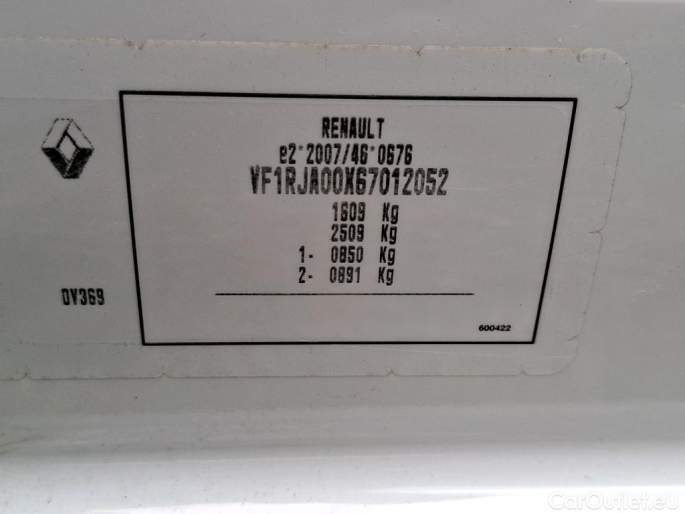 RENAULT
e2*2007/46*0676
VF1RJA00X67012052
1609 Kg
2509 Kg
1- 0850 Kg
2- 0891 Kg
DV369
600422
CarOutlet.eu